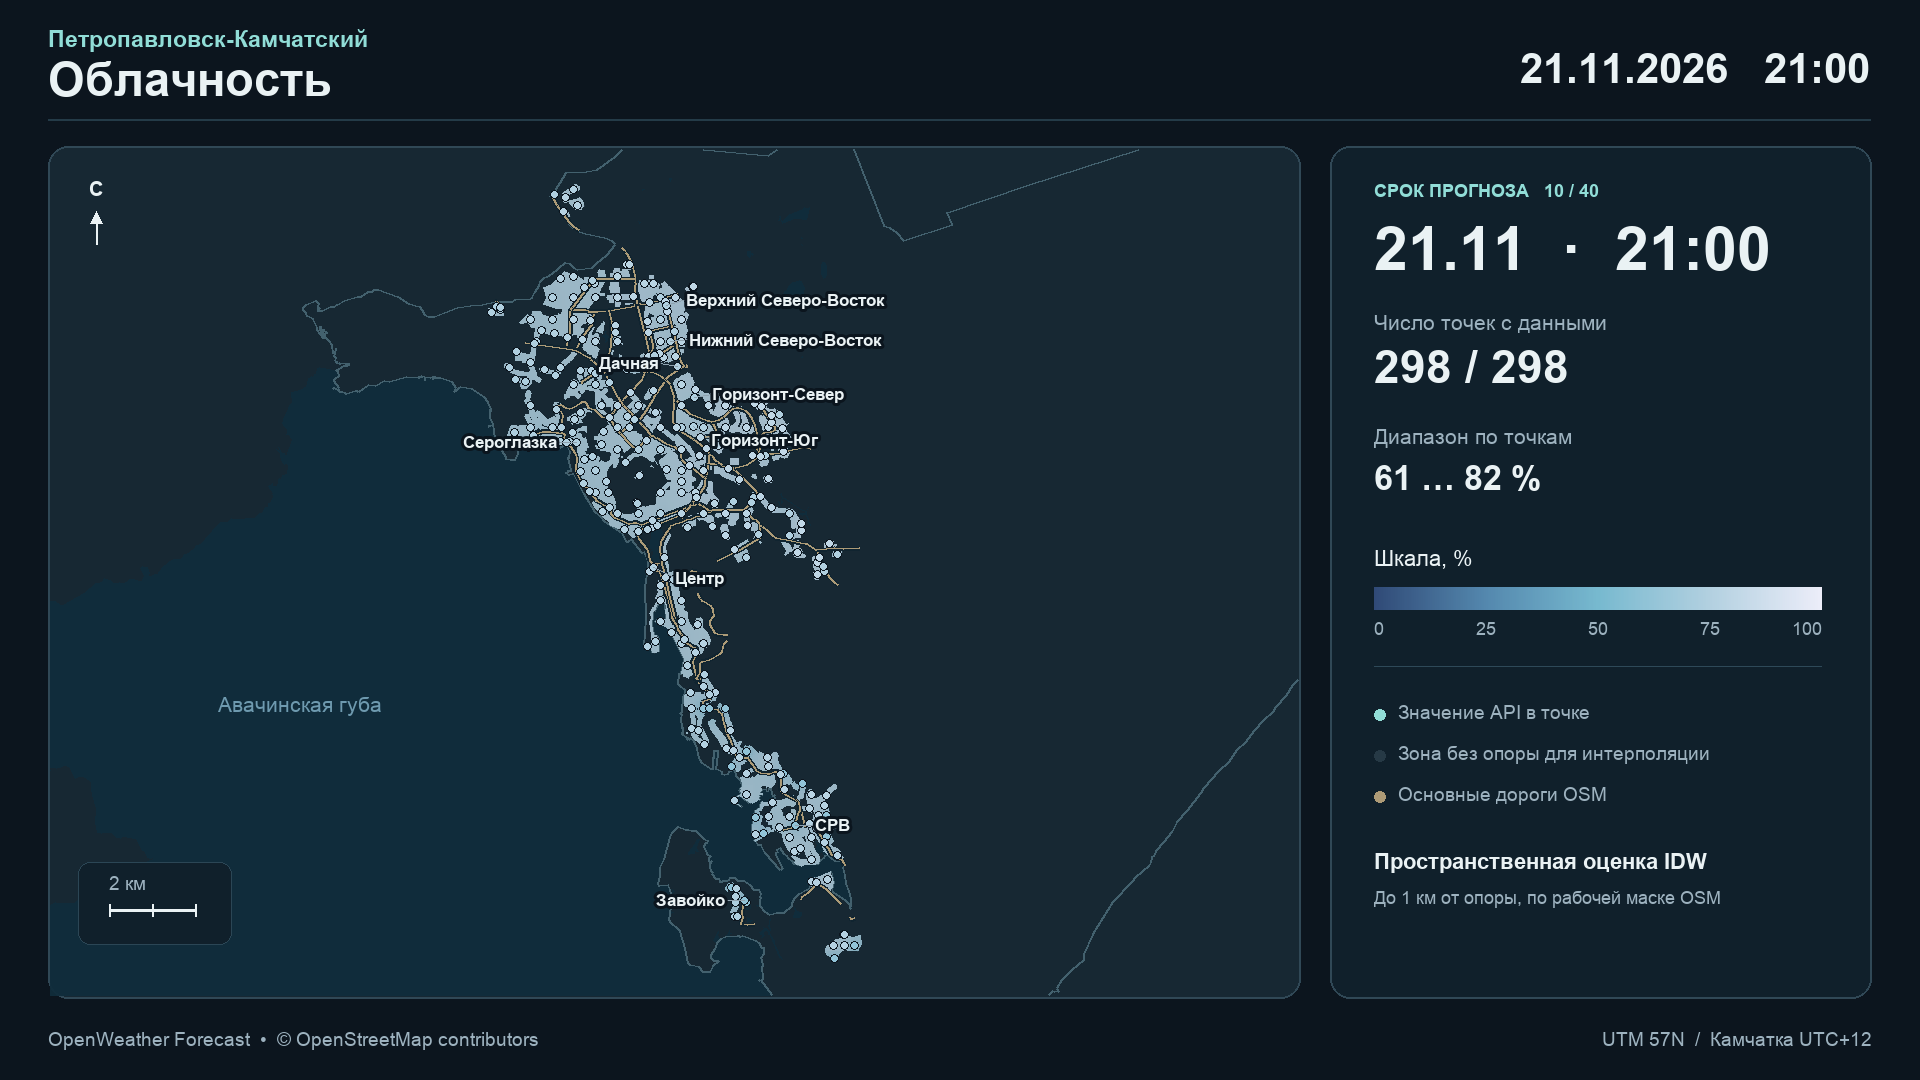 Петропавловск-Камчатский
Облачность
21.11.2026 21:00
С
Верхний Северо-Восток
Нижний Северо-Восток
Дачная
Горизонт-Север
Сероглазка
Горизонт-Юг
Центр
Авачинская губа
СРВ
Завойко
2 км
СРОК ПРОГНОЗА 10 / 40
21.11 · 21:00
Число точек с данными
298 / 298
Диапазон по точкам
61 … 82 %
Шкала, %
0 25 50 75 100
Значение API в точке
Зона без опоры для интерполяции
Основные дороги OSM
Пространственная оценка IDW
До 1 км от опоры, по рабочей маске OSM
OpenWeather Forecast • © OpenStreetMap contributors
UTM 57N / Камчатка UTC+12